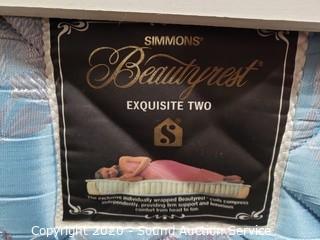 SIMMONS®
Beautyrest®
EXQUISITE TWO
S
The exclusive individually wrapped Beautyrest® coils compress
independently, providing firm support and luxurious
comfort from head to toe.
Copyright 2020 - Sound Auction Service